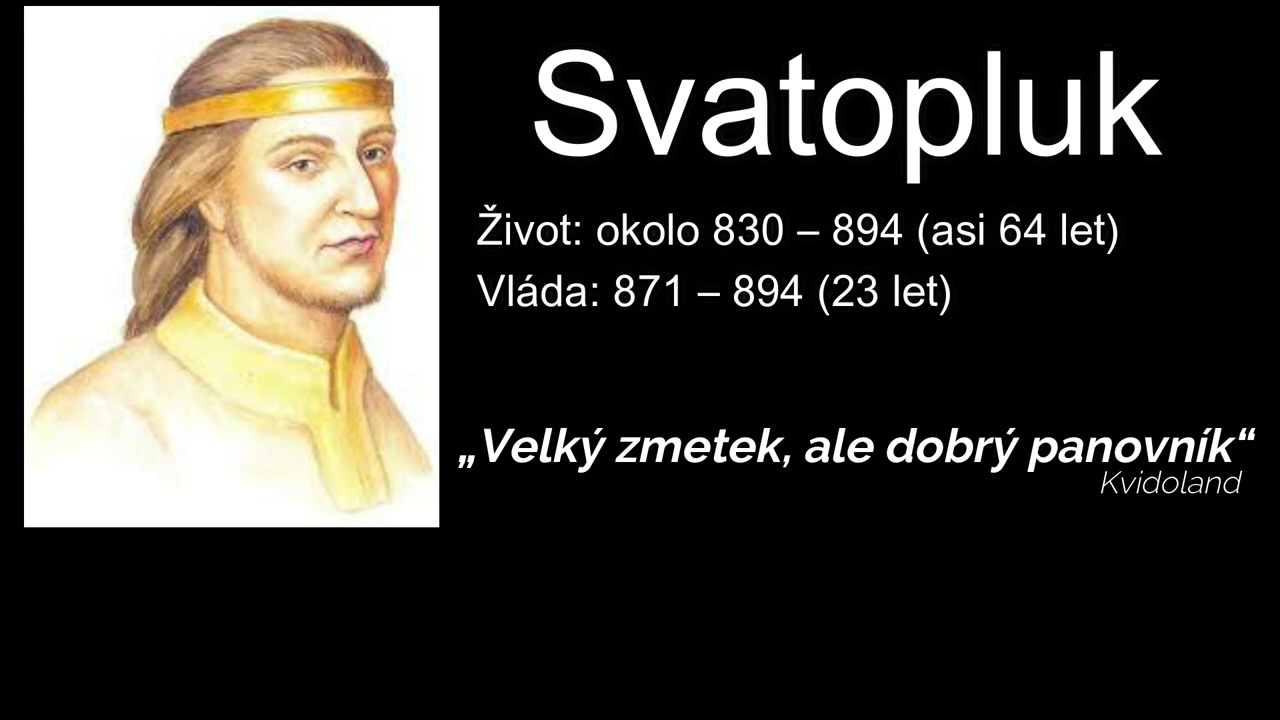 Svatopluk
Život: okolo 830 – 894 (asi 64 let)
Vláda: 871 – 894 (23 let)
„Velký zmetek, ale dobrý panovník“
Kvidoland